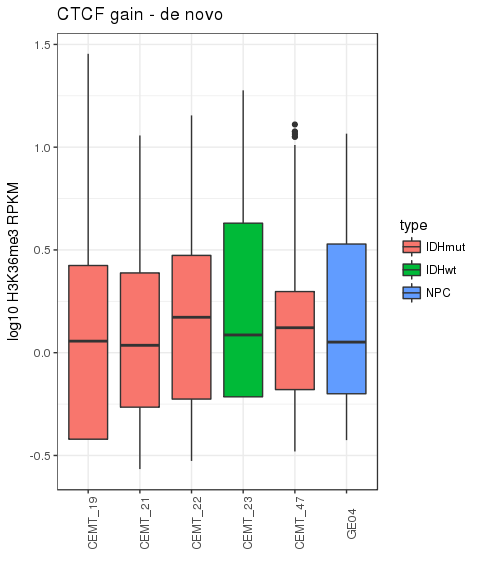 CTCF gain - de novo
log10 H3K36me3 RPKM
1.5
1.0
0.5
0.0
-0.5
CEMT_19
CEMT_21
CEMT_22
CEMT_23
CEMT_47
GE04
type
IDHmut
IDHwt
NPC